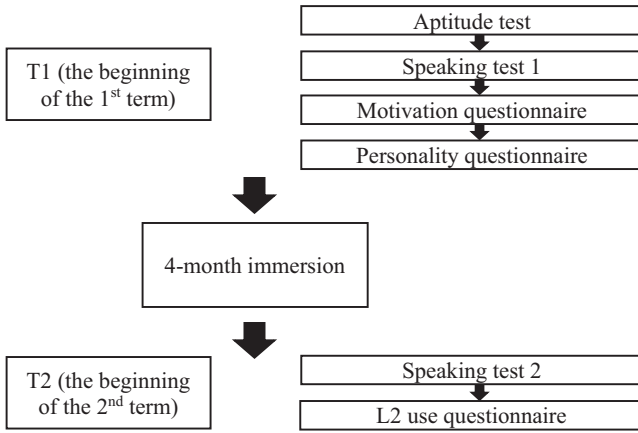 Aptitude test
T1 (the beginning
of the 1st term)
Speaking test 1
Motivation questionnaire
Personality questionnaire
4-month immersion
T2 (the beginning
of the 2nd term)
Speaking test 2
L2 use questionnaire